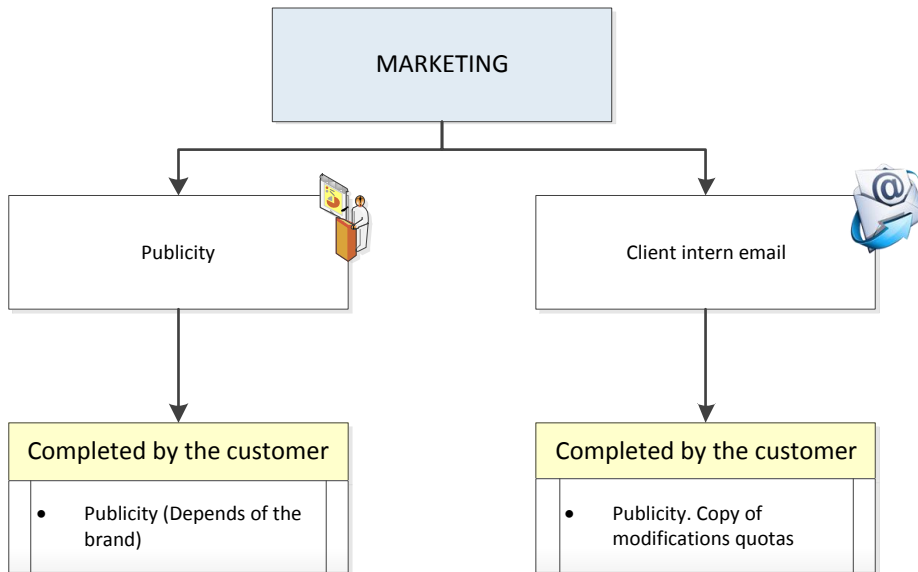 MARKETING
Publicity
Client intern email
Completed by the customer
• Publicity (Depends of the
brand)
Completed by the customer
• Publicity. Copy of
modifications quotas